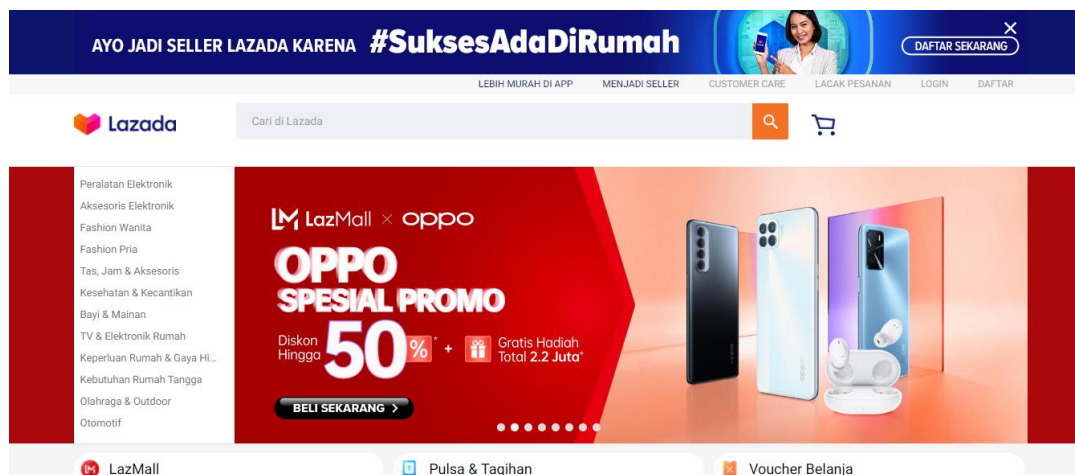 AYO JADI SELLER LAZADA KARENA #SuksesAdaDiRumah
DAFTAR SEKARANG
LEBIH MURAH DI APP MENJADI SELLER CUSTOMER CARE LACAK PESANAN LOGIN DAFTAR
Lazada
Cari di Lazada
Peralatan Elektronik
Aksesoris Elektronik
Fashion Wanita
Fashion Pria
Tas, Jam & Aksesoris
Kesehatan & Kecantikan
Bayi & Mainan
TV & Elektronik Rumah
Keperluan Rumah & Gaya Hi...
Kebutuhan Rumah Tangga
Olahraga & Outdoor
Otomotif
LM LazMall × oppo
OPPO
SPESIAL PROMO
Diskon Hingga 50%* + Gratis Hadiah Total 2.2 Juta*
BELI SEKARANG >
LazMall
Pulsa & Tagihan
Voucher Belanja